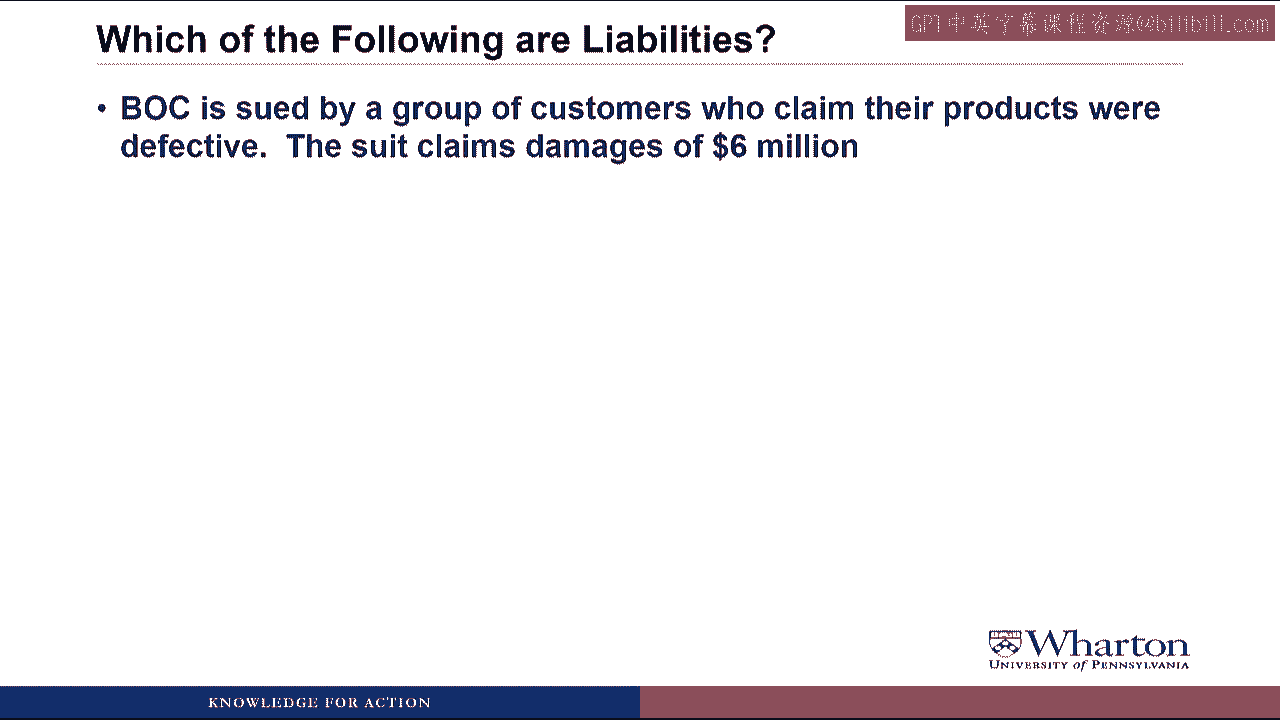 Which of the Following are Liabilities?
GPT中英字幕课程资源@bilibili.com
• BOC is sued by a group of customers who claim their products were
defective.  The suit claims damages of $6 million
Wharton
UNIVERSITY of PENNSYLVANIA
KNOWLEDGE FOR ACTION